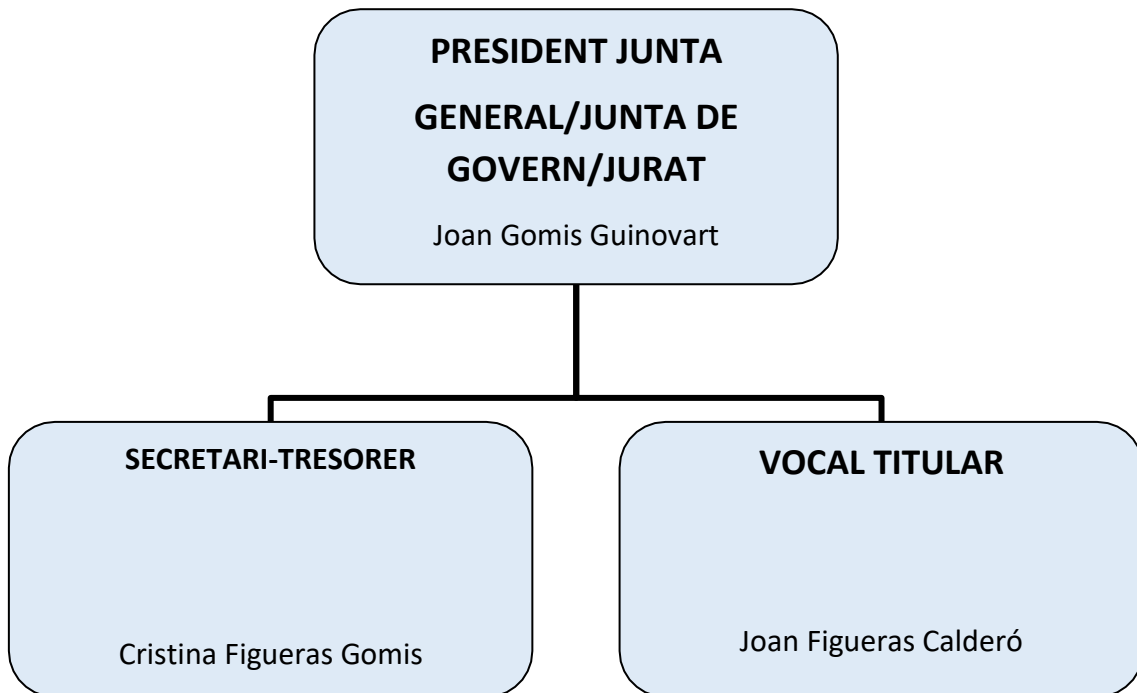 PRESIDENT JUNTA
GENERAL/JUNTA DE
GOVERN/JURAT
Joan Gomis Guinovart
SECRETARI-TRESORER
Cristina Figueras Gomis
VOCAL TITULAR
Joan Figueras Calderó